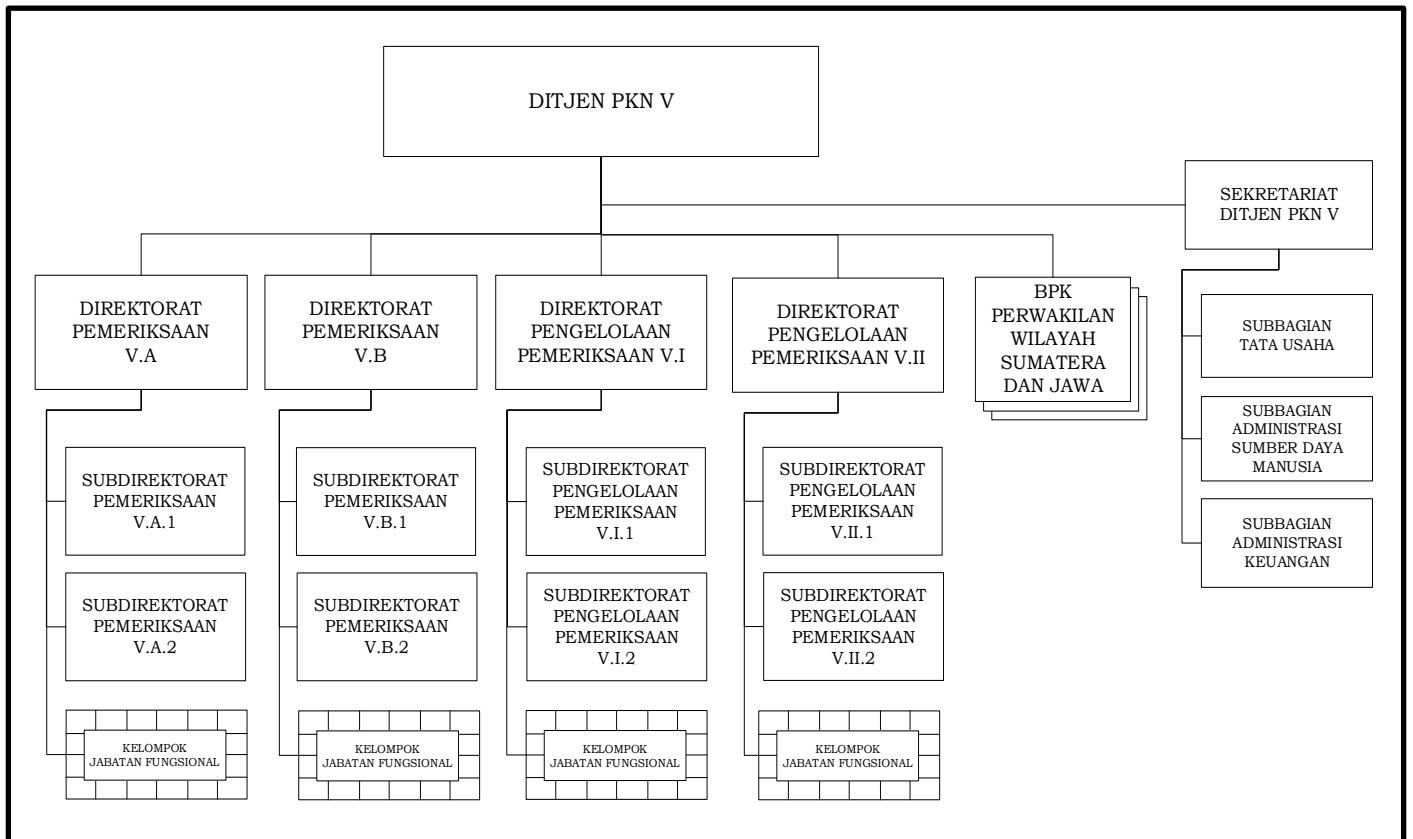 DITJEN PKN V
SEKRETARIAT
DITJEN PKN V
DIREKTORAT
PEMERIKSAAN
V.A
DIREKTORAT
PEMERIKSAAN
V.B
DIREKTORAT
PENGELOLAAN
PEMERIKSAAN V.I
DIREKTORAT
PENGELOLAAN
PEMERIKSAAN V.II
BPK
PERWAKILAN
WILAYAH
SUMATERA
DAN JAWA
SUBBAGIAN
TATA USAHA
SUBBAGIAN
ADMINISTRASI
SUMBER DAYA
MANUSIA
SUBBAGIAN
ADMINISTRASI
KEUANGAN
SUBDIREKTORAT
PEMERIKSAAN
V.A.1
SUBDIREKTORAT
PEMERIKSAAN
V.B.1
SUBDIREKTORAT
PENGELOLAAN
PEMERIKSAAN
V.I.1
SUBDIREKTORAT
PENGELOLAAN
PEMERIKSAAN
V.II.1
SUBDIREKTORAT
PEMERIKSAAN
V.A.2
SUBDIREKTORAT
PEMERIKSAAN
V.B.2
SUBDIREKTORAT
PENGELOLAAN
PEMERIKSAAN
V.I.2
SUBDIREKTORAT
PENGELOLAAN
PEMERIKSAAN
V.II.2
KELOMPOK
JABATAN FUNGSIONAL
KELOMPOK
JABATAN FUNGSIONAL
KELOMPOK
JABATAN FUNGSIONAL
KELOMPOK
JABATAN FUNGSIONAL